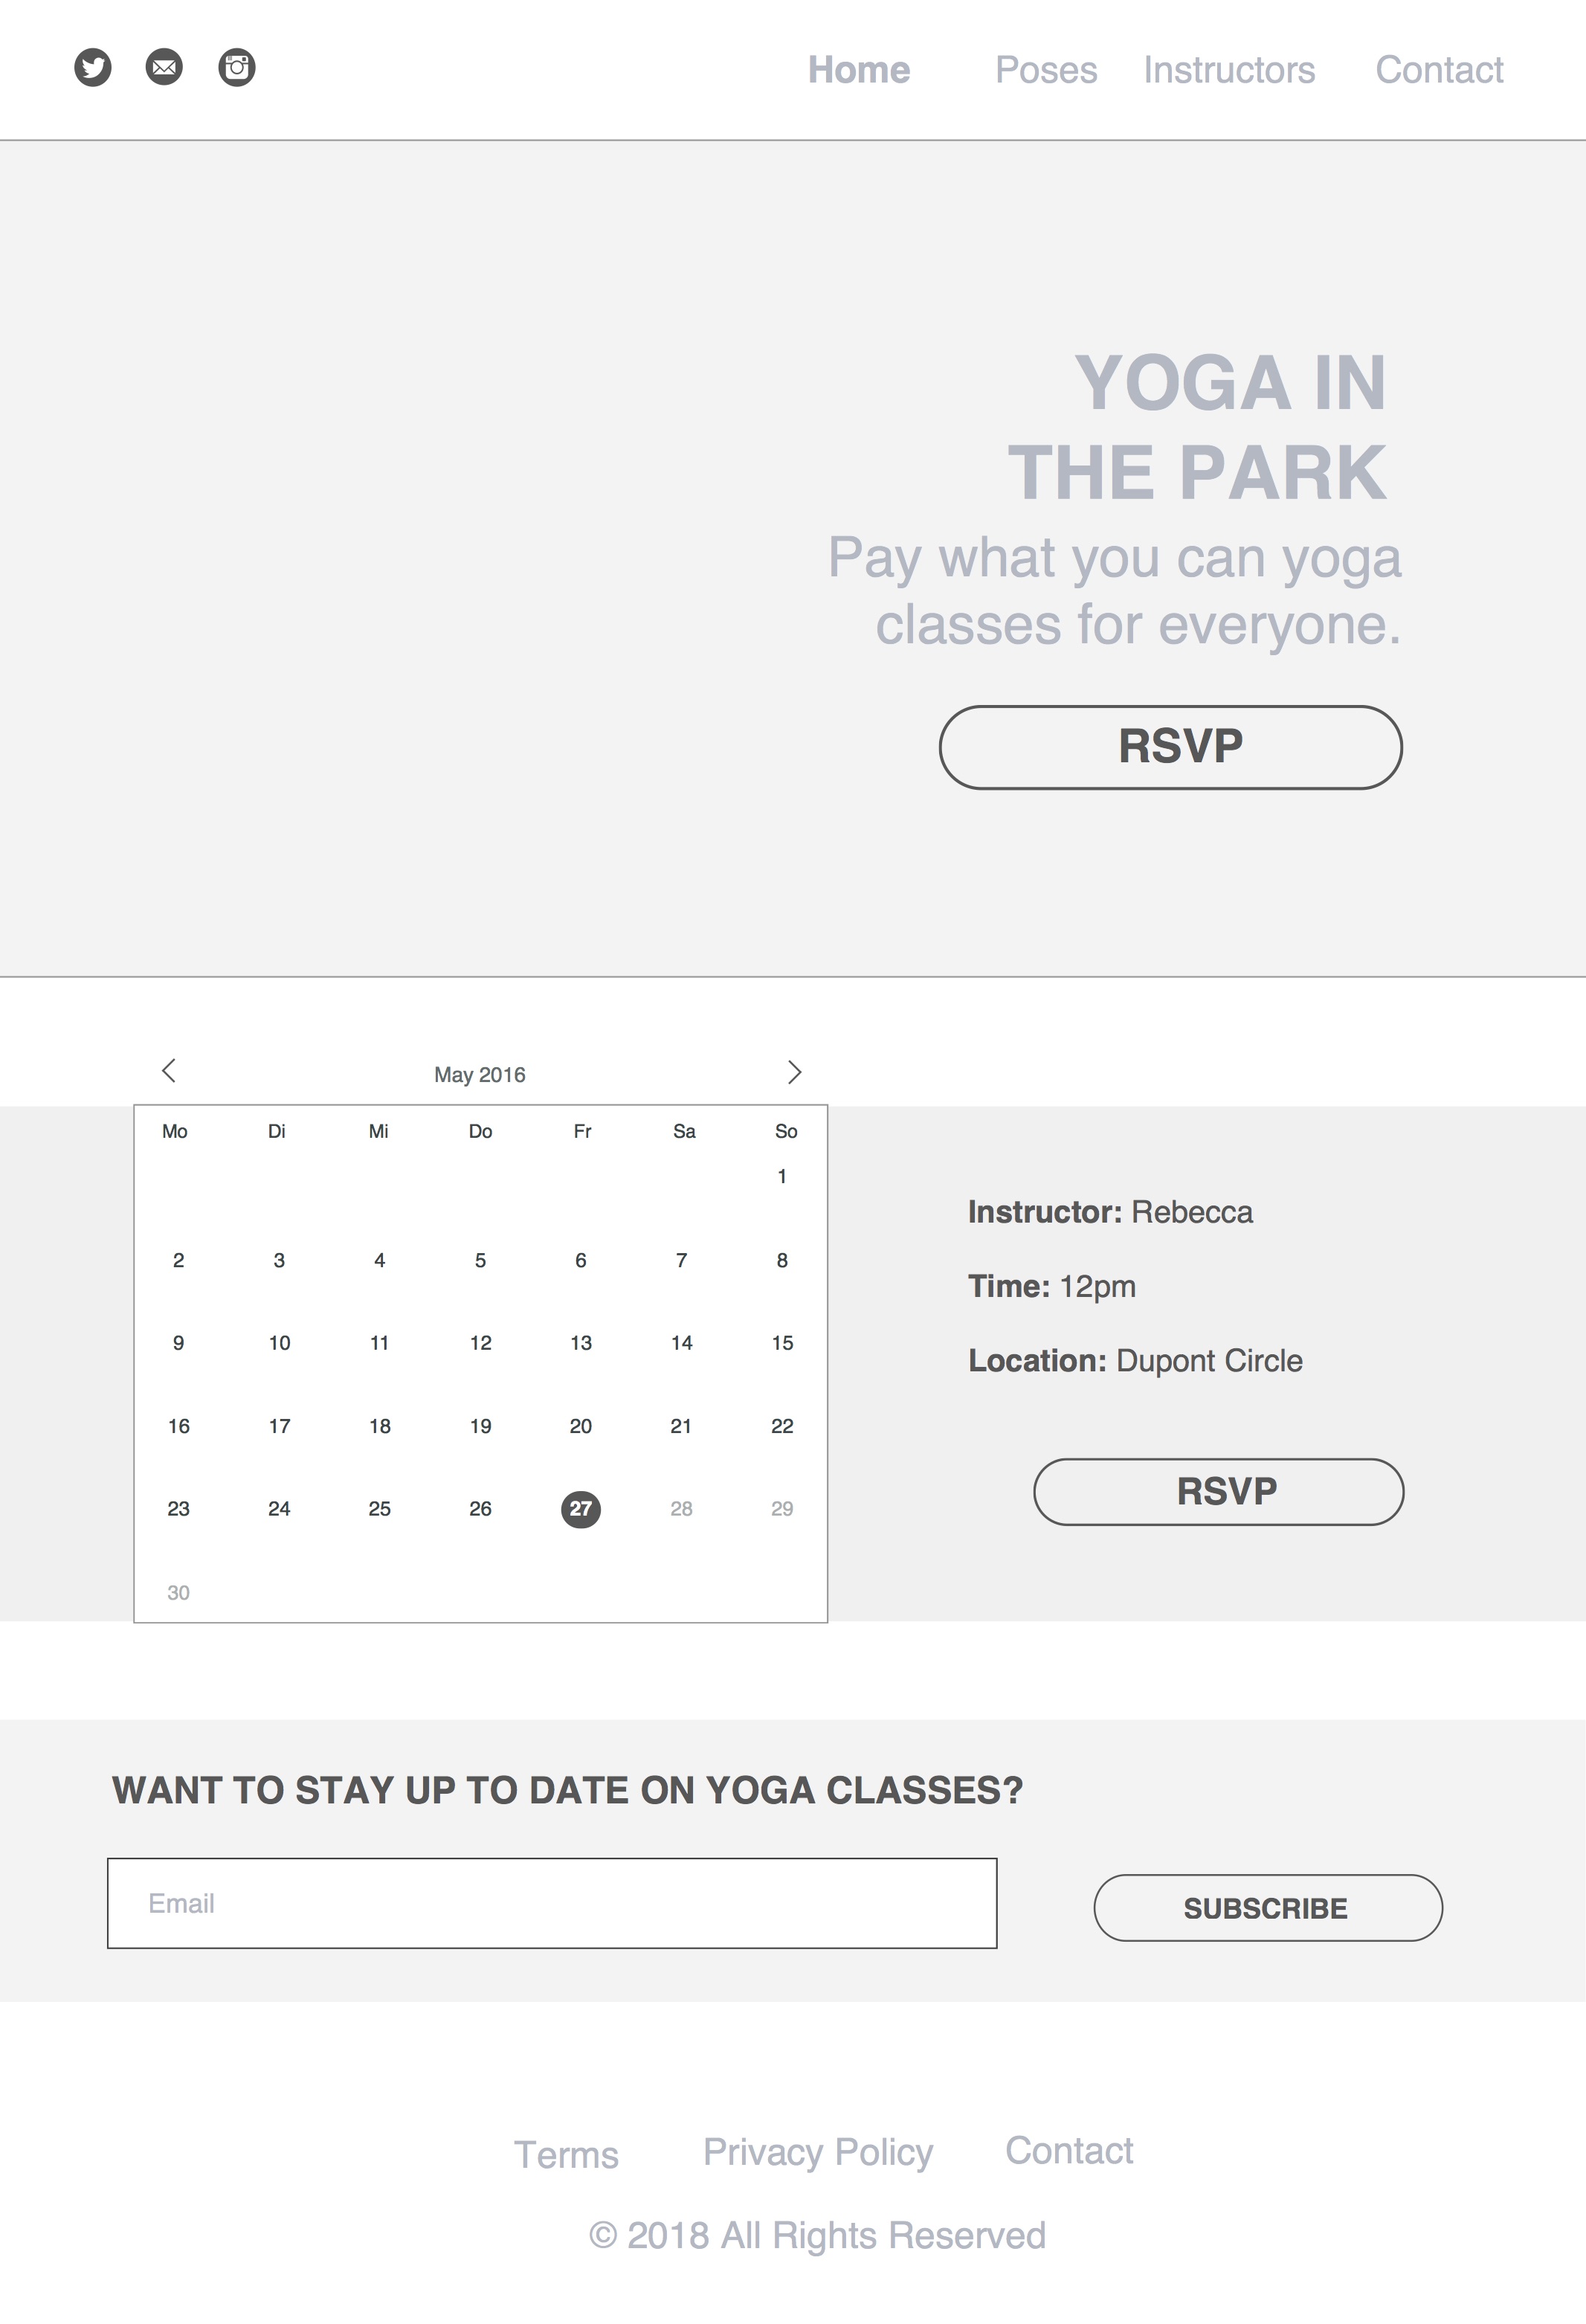 Home Poses Instructors Contact
YOGA IN
THE PARK
Pay what you can yoga
classes for everyone.
RSVP
May 2016
Mo Di Mi Do Fr Sa So
1
2 3 4 5 6 7 8
9 10 11 12 13 14 15
16 17 18 19 20 21 22
23 24 25 26 27 28 29
30
Instructor: Rebecca
Time: 12pm
Location: Dupont Circle
RSVP
WANT TO STAY UP TO DATE ON YOGA CLASSES?
Email
SUBSCRIBE
Terms Privacy Policy Contact
© 2018 All Rights Reserved